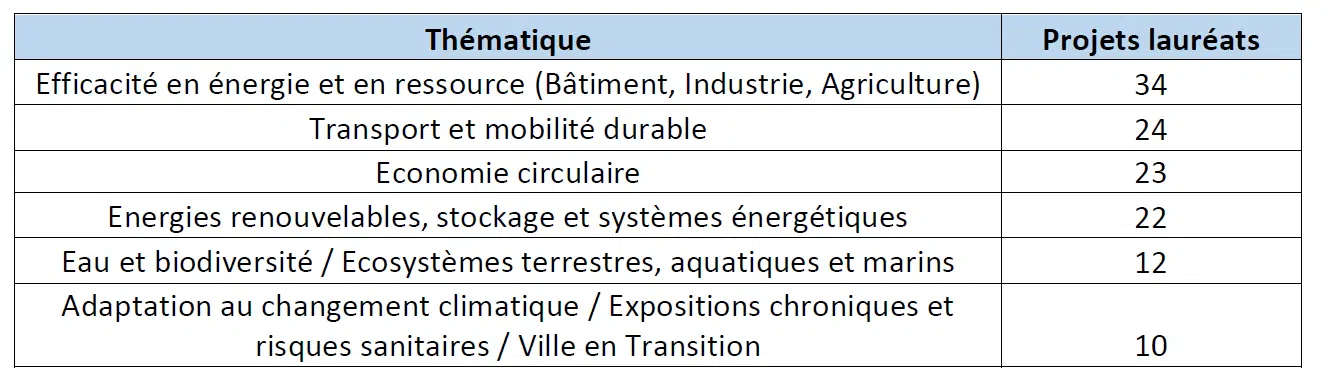 Thématique Projets lauréats
Efficacité en énergie et en ressource (Bâtiment, Industrie, Agriculture) 34
Transport et mobilité durable 24
Economie circulaire 23
Energies renouvelables, stockage et systèmes énergétiques 22
Eau et biodiversité / Ecosystèmes terrestres, aquatiques et marins 12
Adaptation au changement climatique / Expositions chroniques et
risques sanitaires / Ville en Transition 10